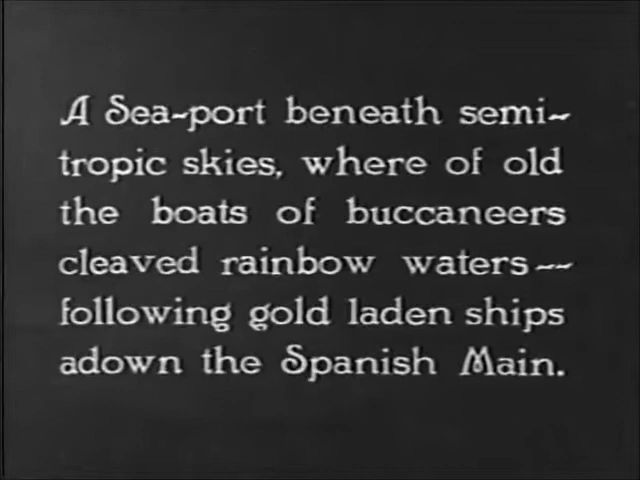 A Sea-port beneath semi-
tropic skies, where of old
the boats of buccaneers
cleaved rainbow waters--
following gold laden ships
adown the Spanish Main.